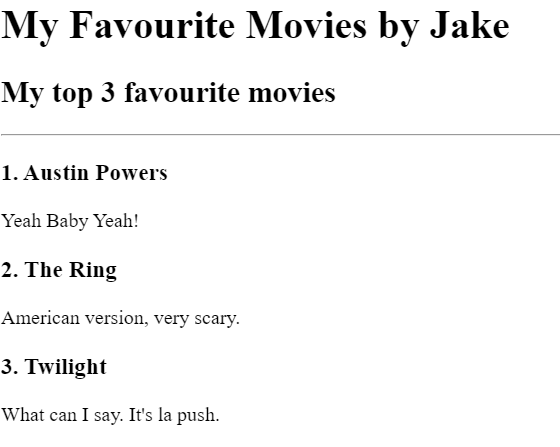 My Favourite Movies by Jake
My top 3 favourite movies
1. Austin Powers
Yeah Baby Yeah!
2. The Ring
American version, very scary.
3. Twilight
What can I say. It's la push.